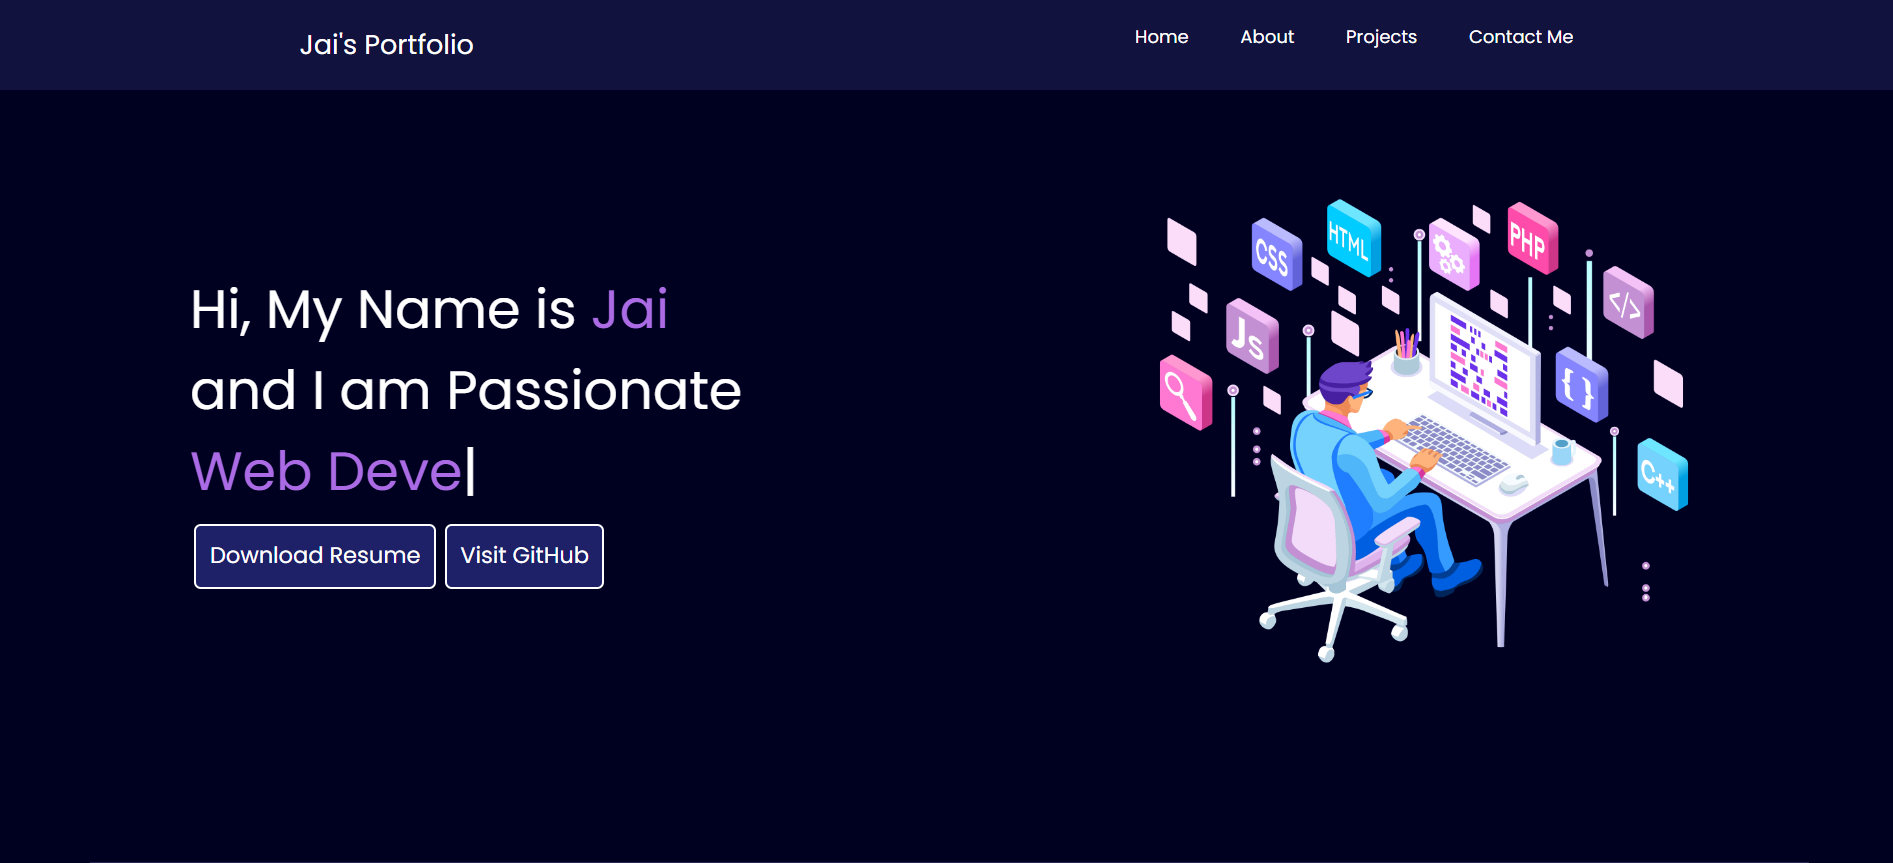 Jai's Portfolio
Home About Projects Contact Me
Hi, My Name is Jai
and I am Passionate
Web Deve|
Download Resume Visit GitHub
CSS
HTML
PHP
</>
Js
{ }
C++